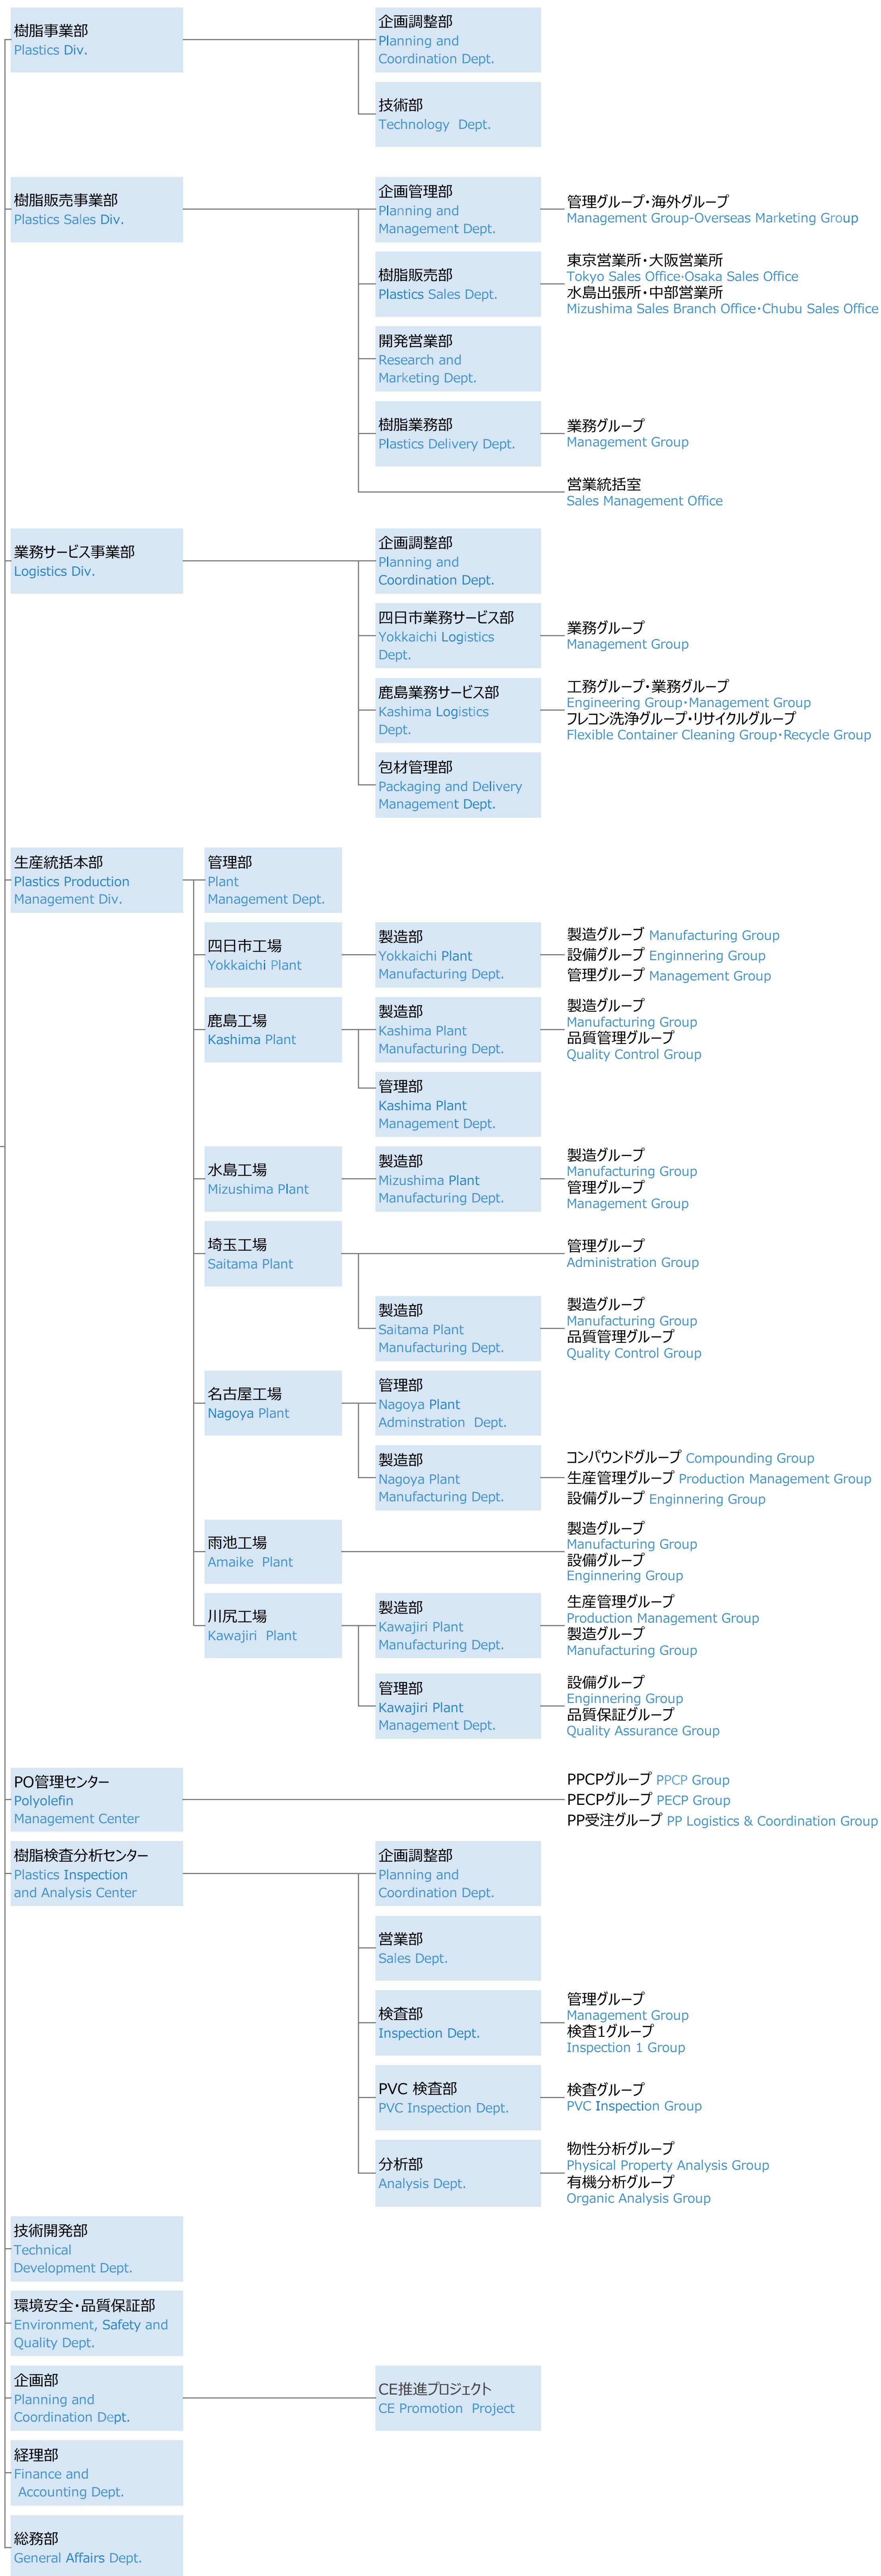 樹脂事業部
Plastics Div.
企画調整部
Planning and
Coordination Dept.
技術部
Technology Dept.
樹脂販売事業部
Plastics Sales Div.
企画管理部
Planning and
Management Dept.
管理グループ・海外グループ
Management Group-Overseas Marketing Group
樹脂販売部
Plastics Sales Dept.
東京営業所・大阪営業所
Tokyo Sales Office·Osaka Sales Office
水島出張所・中部営業所
Mizushima Sales Branch Office・Chubu Sales Office
開発営業部
Research and
Marketing Dept.
樹脂業務部
Plastics Delivery Dept.
業務グループ
Management Group
営業統括室
Sales Management Office
業務サービス事業部
Logistics Div.
企画調整部
Planning and
Coordination Dept.
四日市業務サービス部
Yokkaichi Logistics
Dept.
業務グループ
Management Group
鹿島業務サービス部
Kashima Logistics
Dept.
工務グループ・業務グループ
Engineering Group・Management Group
フレコン洗浄グループ・リサイクルグループ
Flexible Container Cleaning Group・Recycle Group
包材管理部
Packaging and Delivery
Management Dept.
生産統括本部
Plastics Production
Management Div.
管理部
Plant
Management Dept.
四日市工場
Yokkaichi Plant
製造部
Yokkaichi Plant
Manufacturing Dept.
製造グループ Manufacturing Group
設備グループ Enginnering Group
管理グループ Management Group
鹿島工場
Kashima Plant
製造部
Kashima Plant
Manufacturing Dept.
製造グループ
Manufacturing Group
品質管理グループ
Quality Control Group
管理部
Kashima Plant
Management Dept.
水島工場
Mizushima Plant
製造部
Mizushima Plant
Manufacturing Dept.
製造グループ
Manufacturing Group
管理グループ
Management Group
埼玉工場
Saitama Plant
管理グループ
Administration Group
製造部
Saitama Plant
Manufacturing Dept.
製造グループ
Manufacturing Group
品質管理グループ
Quality Control Group
名古屋工場
Nagoya Plant
管理部
Nagoya Plant
Adminstration Dept.
製造部
Nagoya Plant
Manufacturing Dept.
コンパウンドグループ Compounding Group
生産管理グループ Production Management Group
設備グループ Enginnering Group
雨池工場
Amaike Plant
製造グループ
Manufacturing Group
設備グループ
Enginnering Group
川尻工場
Kawajiri Plant
製造部
Kawajiri Plant
Manufacturing Dept.
生産管理グループ
Production Management Group
製造グループ
Manufacturing Group
管理部
Kawajiri Plant
Management Dept.
設備グループ
Enginnering Group
品質保証グループ
Quality Assurance Group
PO管理センター
Polyolefin
Management Center
PPCPグループ PPCP Group
PECPグループ PECP Group
PP受注グループ PP Logistics & Coordination Group
樹脂検査分析センター
Plastics Inspection
and Analysis Center
企画調整部
Planning and
Coordination Dept.
営業部
Sales Dept.
検査部
Inspection Dept.
管理グループ
Management Group
検査1グループ
Inspection 1 Group
PVC 検査部
PVC Inspection Dept.
検査グループ
PVC Inspection Group
分析部
Analysis Dept.
物性分析グループ
Physical Property Analysis Group
有機分析グループ
Organic Analysis Group
技術開発部
Technical
Development Dept.
環境安全・品質保証部
Environment, Safety and
Quality Dept.
企画部
Planning and
Coordination Dept.
CE推進プロジェクト
CE Promotion Project
経理部
Finance and
Accounting Dept.
総務部
General Affairs Dept.